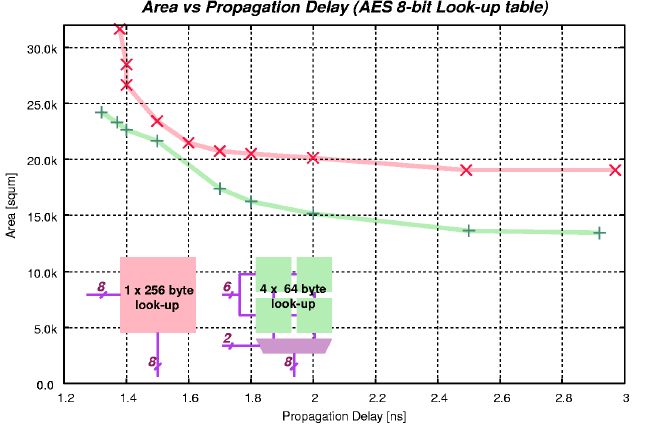 Area vs Propagation Delay (AES 8-bit Look-up table)
30.0k
25.0k
20.0k
15.0k
10.0k
5.0k
0.0
Area [squm]
8
1 x 256 byte
look-up
8
6
4 x 64 byte
look-up
2
8
1.2 1.4 1.6 1.8 2 2.2 2.4 2.6 2.8 3
Propagation Delay [ns]